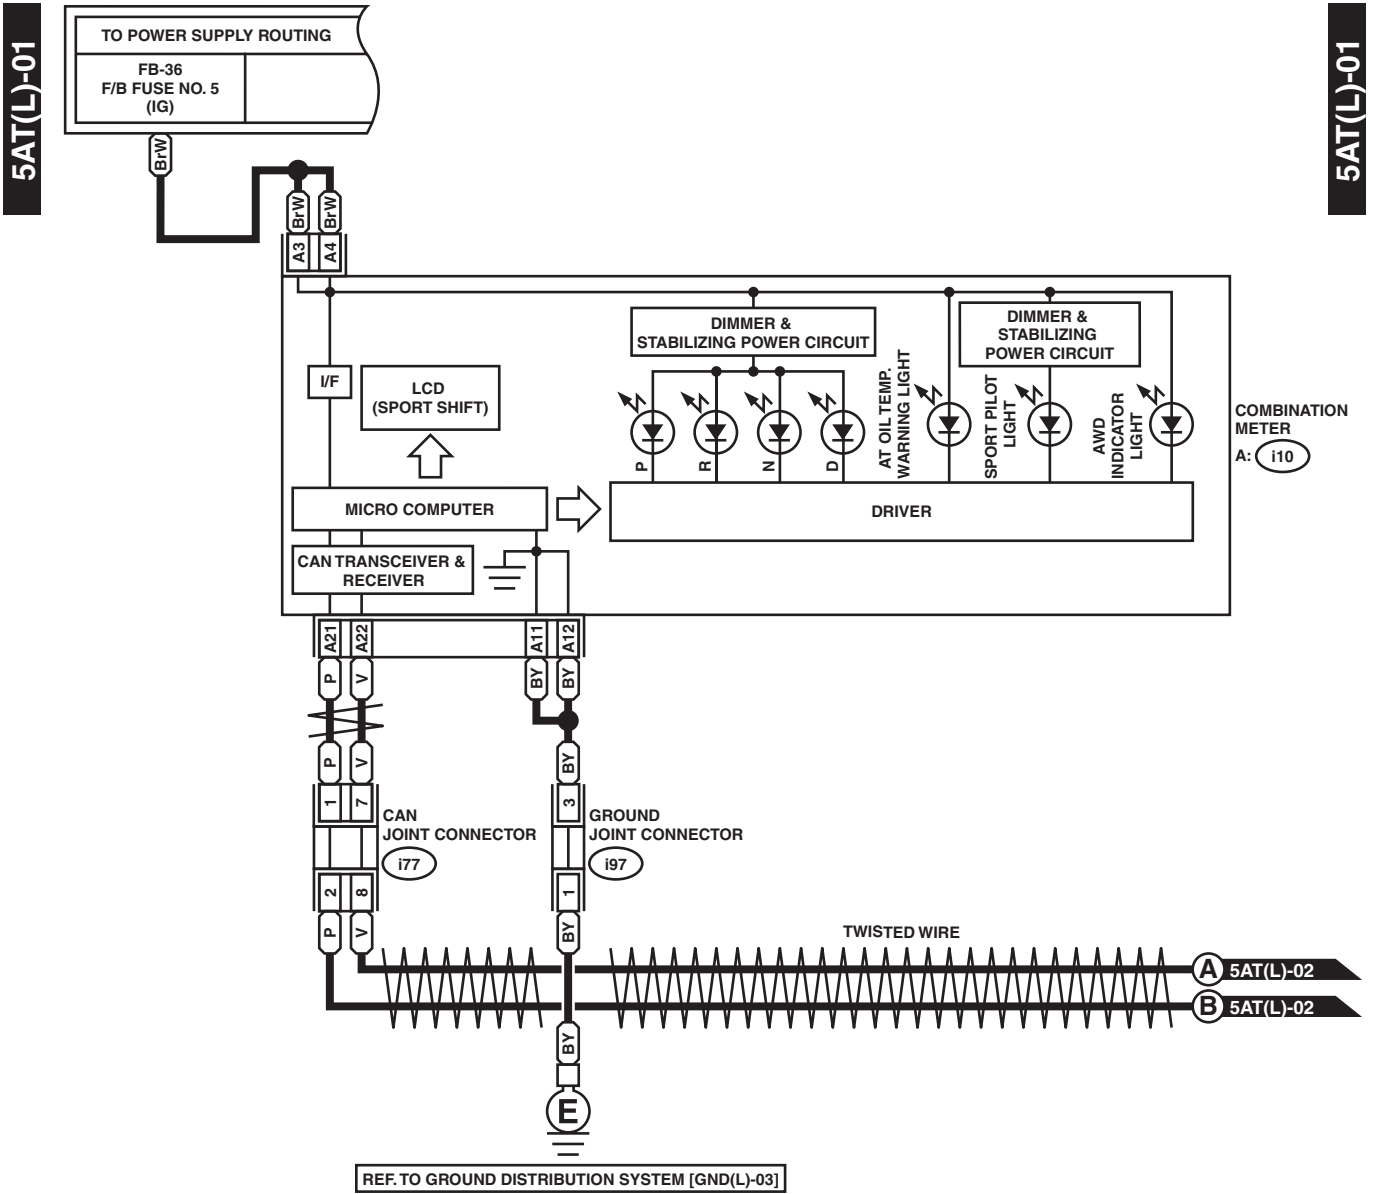 5AT(L)-01
5AT(L)-01
TO POWER SUPPLY ROUTING
FB-36
F/B FUSE NO. 5
(IG)
BrW
BrW
BrW
A3
A4
DIMMER &
STABILIZING POWER CIRCUIT
DIMMER &
STABILIZING
POWER CIRCUIT
I/F
LCD
(SPORT SHIFT)
P
R
N
D
AT OIL TEMP.
WARNING LIGHT
SPORT PILOT
LIGHT
AWD
INDICATOR
LIGHT
COMBINATION
METER
A: i10
MICRO COMPUTER
DRIVER
CAN TRANSCEIVER &
RECEIVER
A21
A22
A11
A12
P
V
BY
BY
P
V
BY
1
7
3
CAN
JOINT CONNECTOR
i77
GROUND
JOINT CONNECTOR
i97
2
8
1
P
V
BY
TWISTED WIRE
A 5AT(L)-02
B 5AT(L)-02
BY
E
REF. TO GROUND DISTRIBUTION SYSTEM [GND(L)-03]